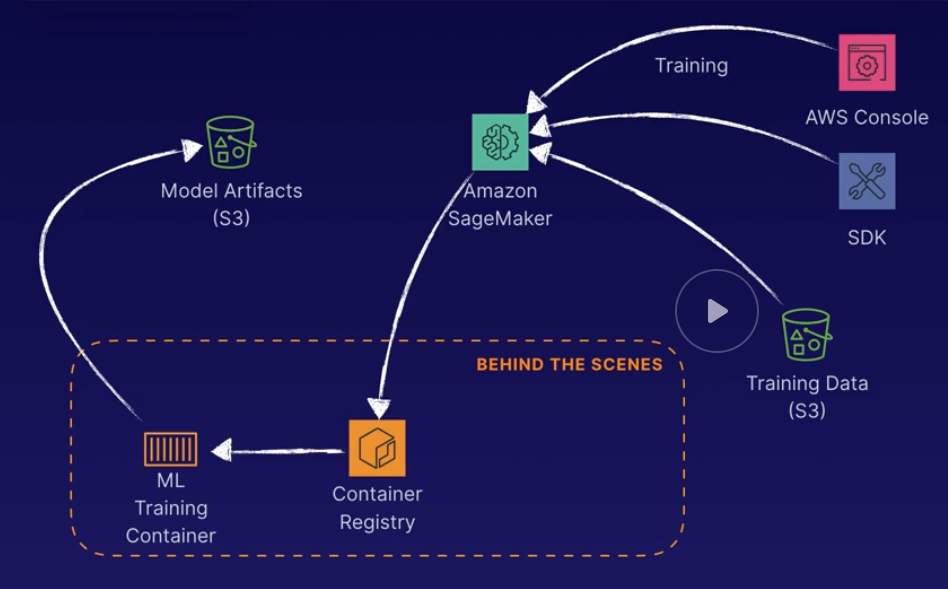 Training
AWS Console
Model Artifacts
(S3)
Amazon
SageMaker
SDK
BEHIND THE SCENES
Training Data
(S3)
ML
Training
Container
Container
Registry